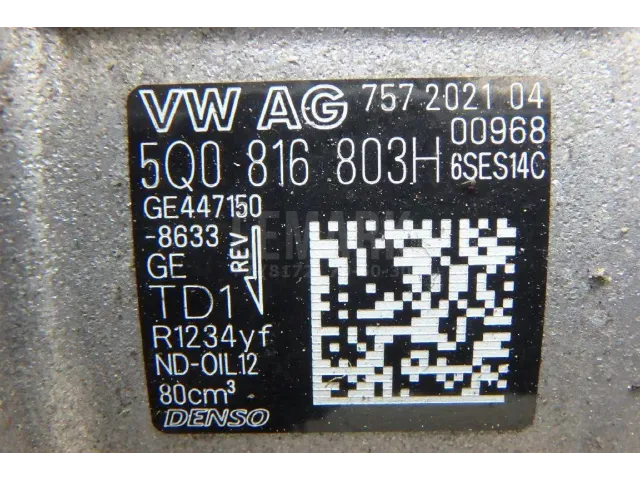 VW AG 757 2021 04
00968
5Q0 816 803H 6SES14C
GE447150
-8633
REV
GE
TD1
R1234yf
ND-OIL12
80cm³
DENSO